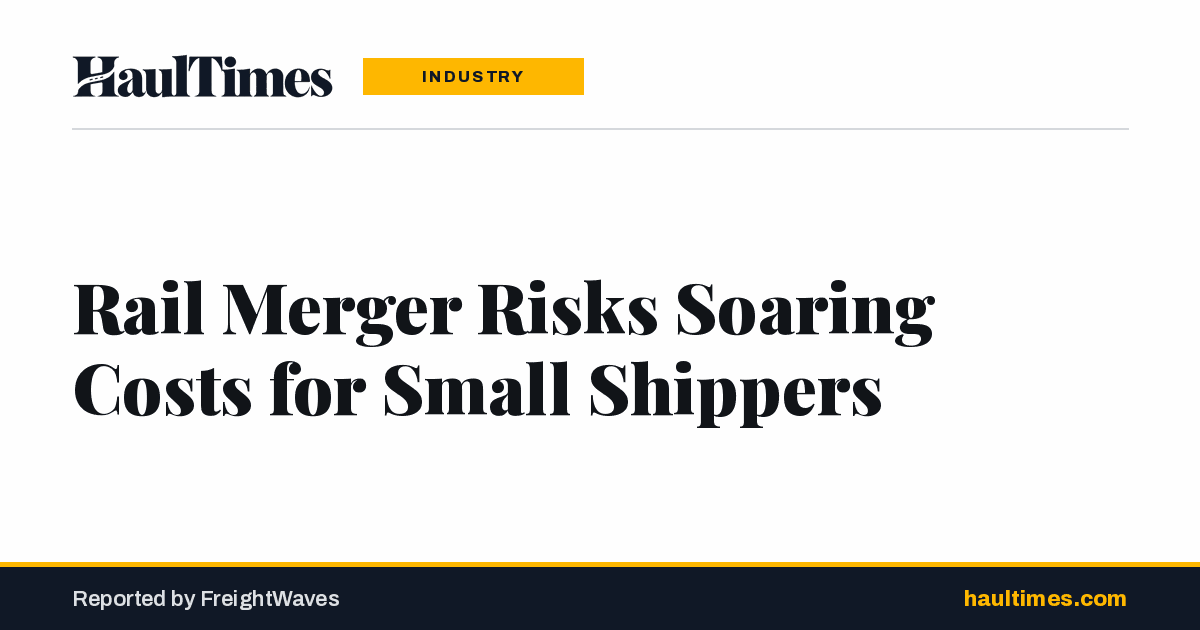 HaulTimes
INDUSTRY
Rail Merger Risks Soaring
Costs for Small Shippers
Reported by FreightWaves
haultimes.com